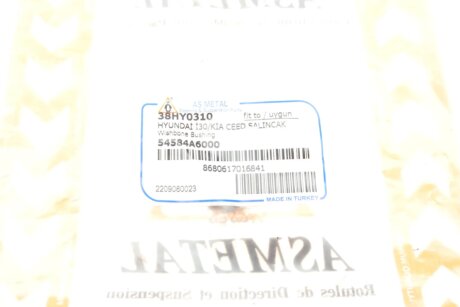 ASMETAL
AS METAL
38HY0310 fit to / uygun
HYUNDAI I30/KIA CEED SALINCAK
Wishbone Bushing
54584A6000
8680617016841
2209060023
MADE IN TURKEY
ASMETAL
Rotules de Direction et Suspension